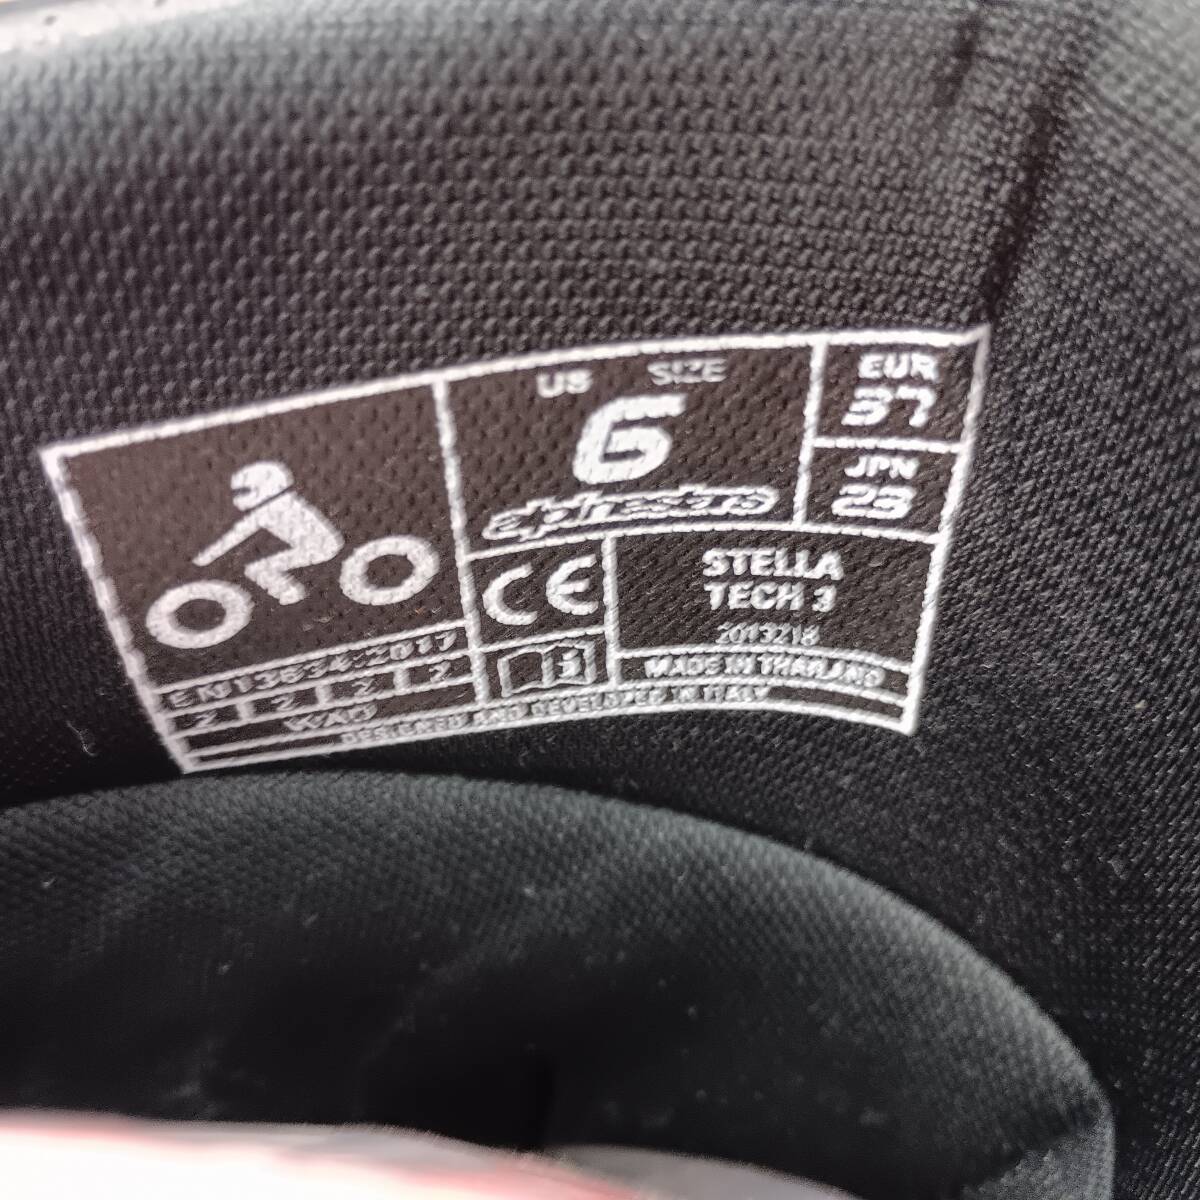 US SIZE
6
alpinestars
EUR
37
JPN
23
CE
STELLA
TECH 3
2013218
EN13634:2017
2 2 2 2
WAD
i
MADE IN THAILAND
DESIGNED AND DEVELOPED IN ITALY